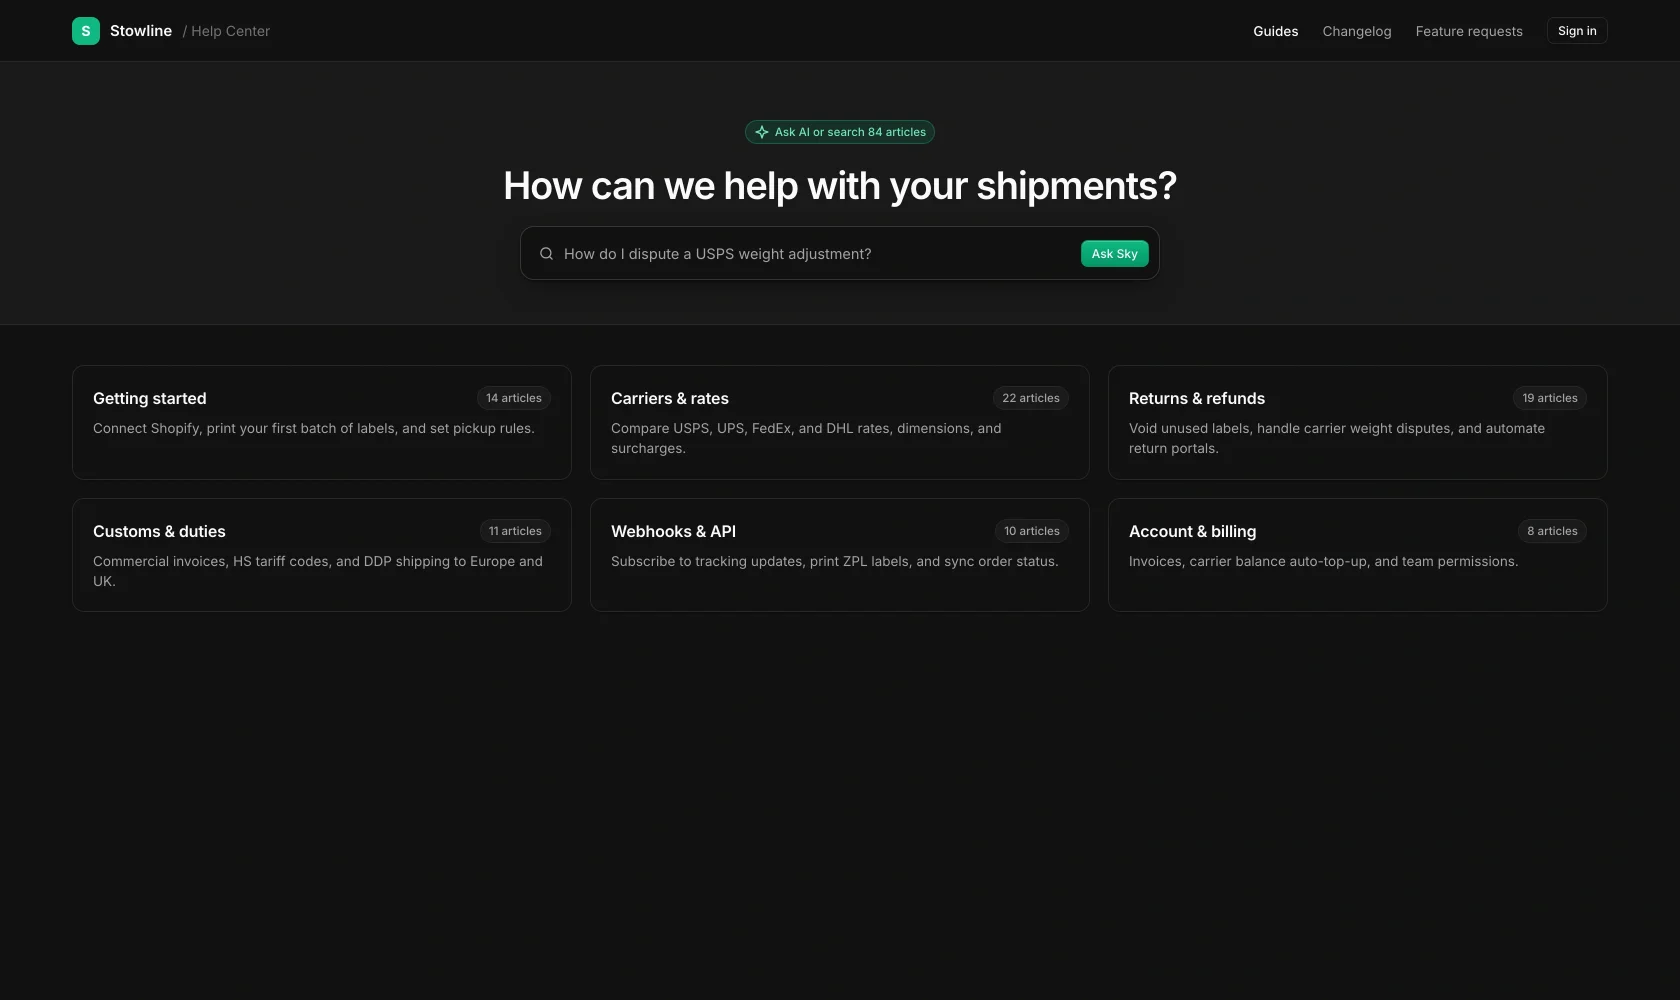 S Stowline / Help Center
Guides Changelog Feature requests Sign in
Ask AI or search 84 articles
How can we help with your shipments?
How do I dispute a USPS weight adjustment? Ask Sky
Getting started 14 articles
Connect Shopify, print your first batch of labels, and set pickup rules.
Carriers & rates 22 articles
Compare USPS, UPS, FedEx, and DHL rates, dimensions, and
surcharges.
Returns & refunds 19 articles
Void unused labels, handle carrier weight disputes, and automate
return portals.
Customs & duties 11 articles
Commercial invoices, HS tariff codes, and DDP shipping to Europe and
UK.
Webhooks & API 10 articles
Subscribe to tracking updates, print ZPL labels, and sync order status.
Account & billing 8 articles
Invoices, carrier balance auto-top-up, and team permissions.